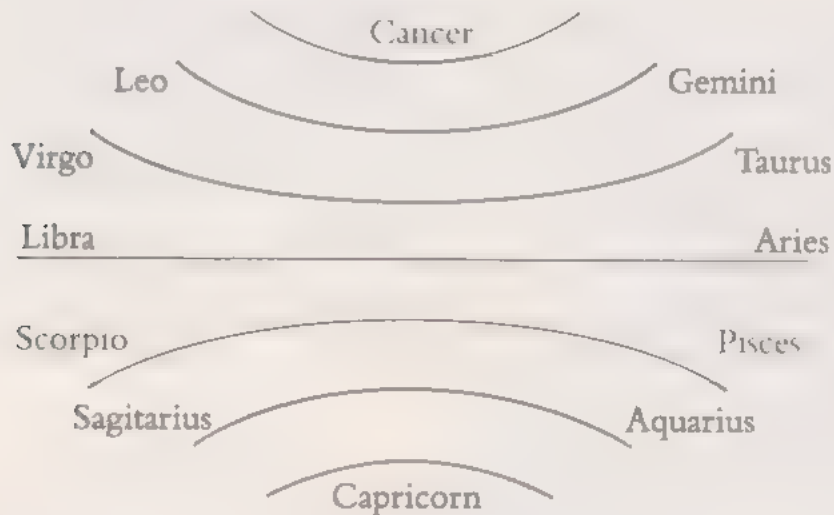 Cancer
Leo Gemini
Virgo Taurus
Libra Aries
Scorpio Pisces
Sagitarius Aquarius
Capricorn